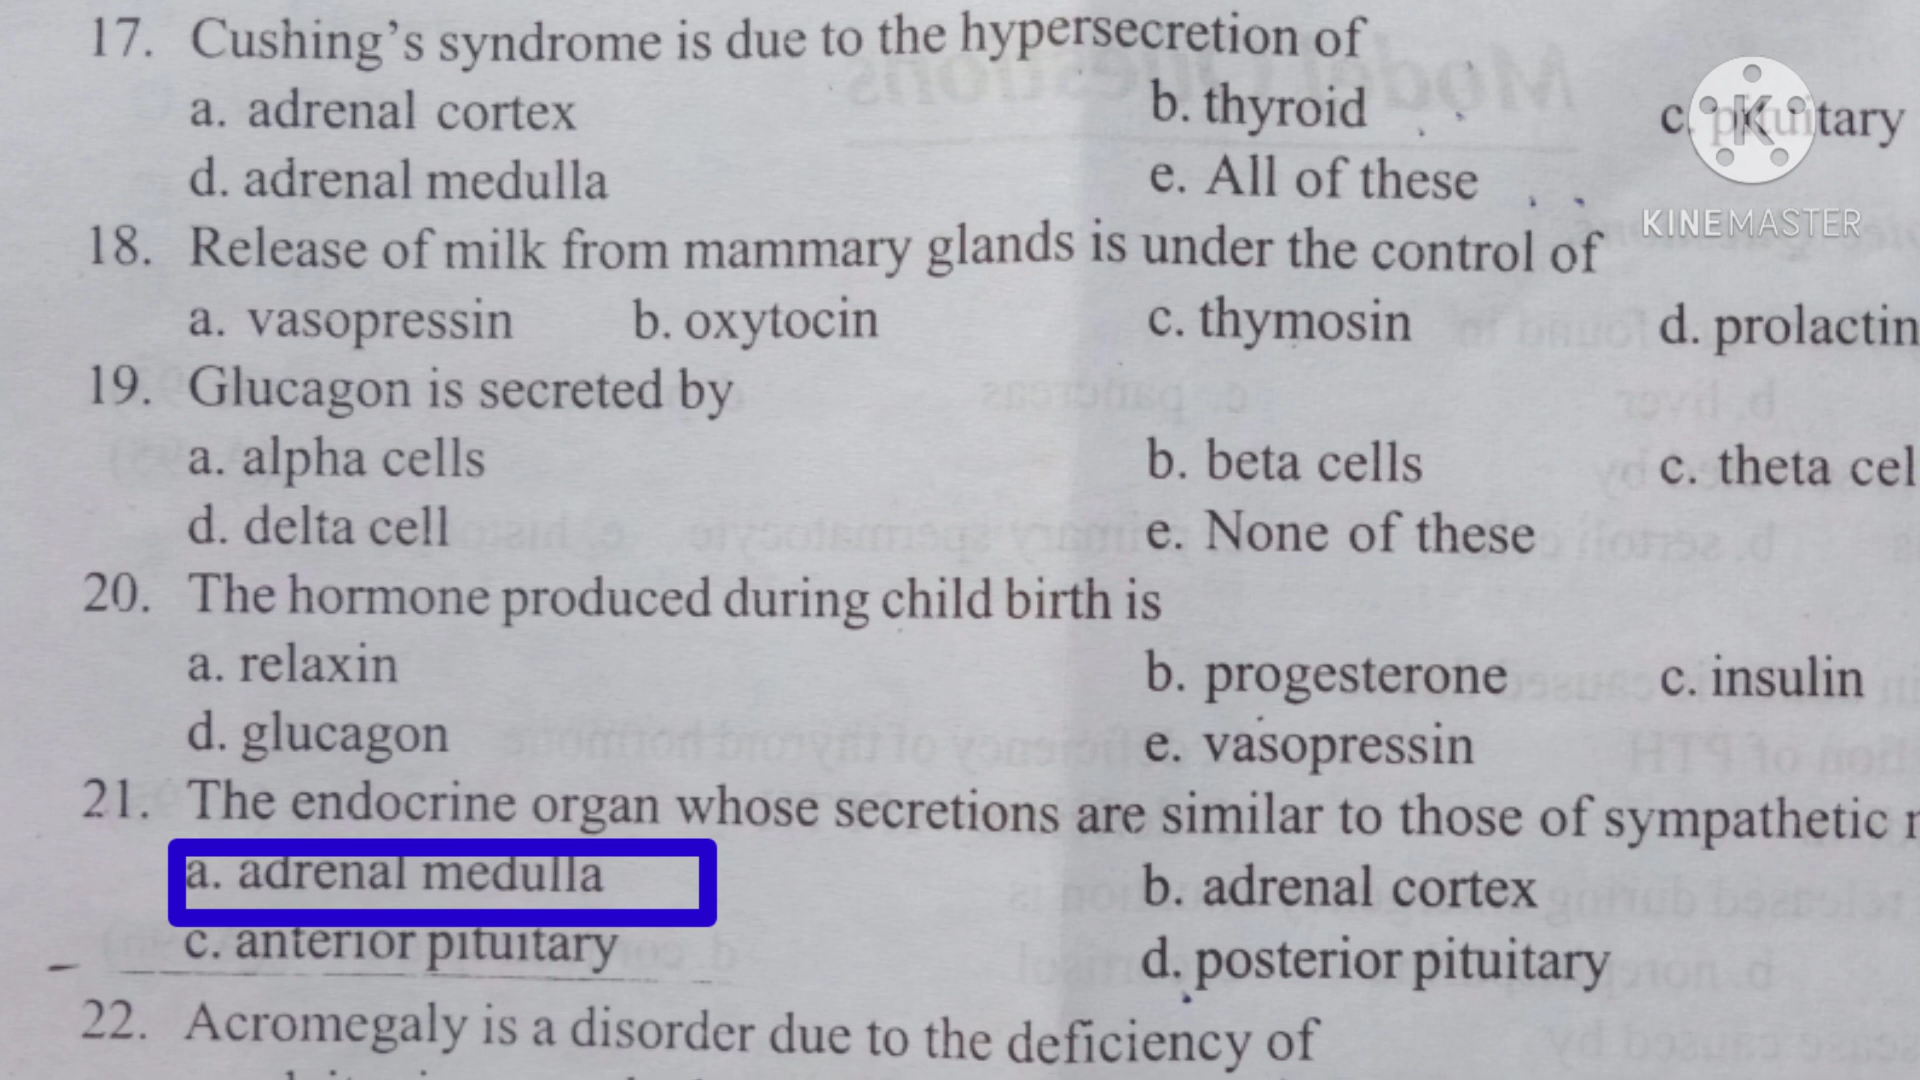 17. Cushing's syndrome is due to the hypersecretion of
a. adrenal cortex b. thyroid c. pituitary
d. adrenal medulla e. All of these
KINEMASTER
18. Release of milk from mammary glands is under the control of
a. vasopressin b. oxytocin c. thymosin d. prolactin
19. Glucagon is secreted by
a. alpha cells b. beta cells c. theta cel
d. delta cell e. None of these
20. The hormone produced during child birth is
a. relaxin b. progesterone c. insulin
d. glucagon e. vasopressin
21. The endocrine organ whose secretions are similar to those of sympathetic
a. adrenal medulla b. adrenal cortex
c. anterior pituitary d. posterior pituitary
22. Acromegaly is a disorder due to the deficiency of